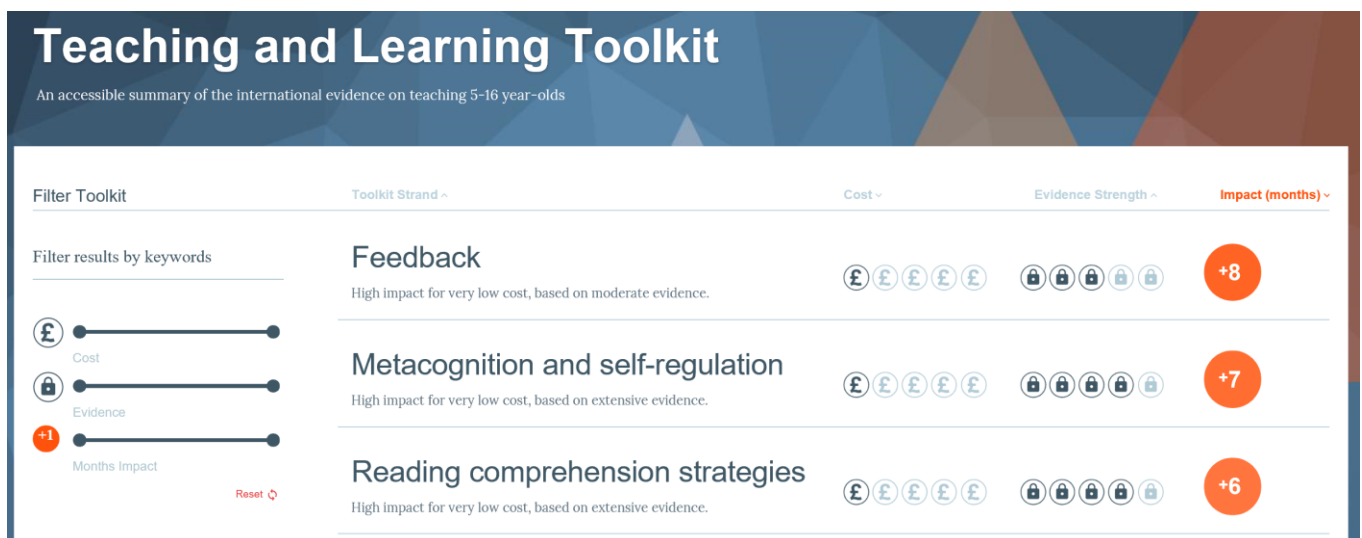 Teaching and Learning Toolkit
An accessible summary of the international evidence on teaching 5-16 year-olds
Filter Toolkit
Toolkit Strand
Cost
Evidence Strength
Impact (months)
Filter results by keywords
£
Cost
Evidence
+1
Months Impact
Reset
Feedback
High impact for very low cost, based on moderate evidence.
£ £ £ £ £
+8
Metacognition and self-regulation
High impact for very low cost, based on extensive evidence.
£ £ £ £ £
+7
Reading comprehension strategies
High impact for very low cost, based on extensive evidence.
£ £ £ £ £
+6